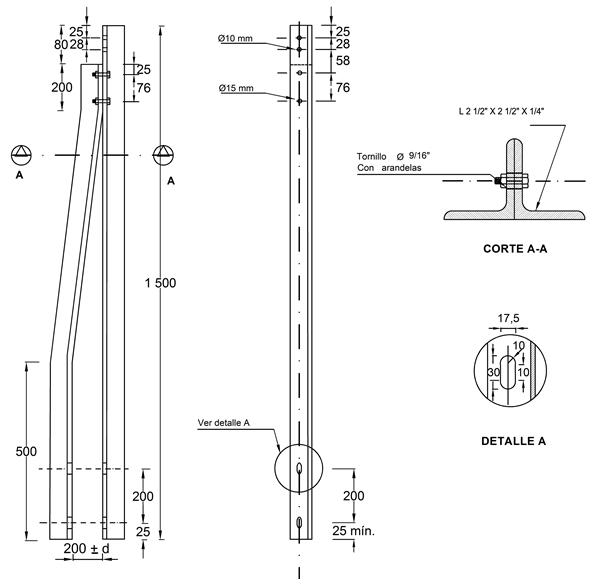 25
80
28
200
25
76
A
A
1 500
500
200
25
200 ± d
Ø10 mm
Ø15 mm
25
28
58
76
Ver detalle A
200
25 mín.
L 2 1/2" X 2 1/2" X 1/4"
Tornillo Ø 9/16"
Con arandelas
CORTE A-A
17,5
10
30
10
DETALLE A